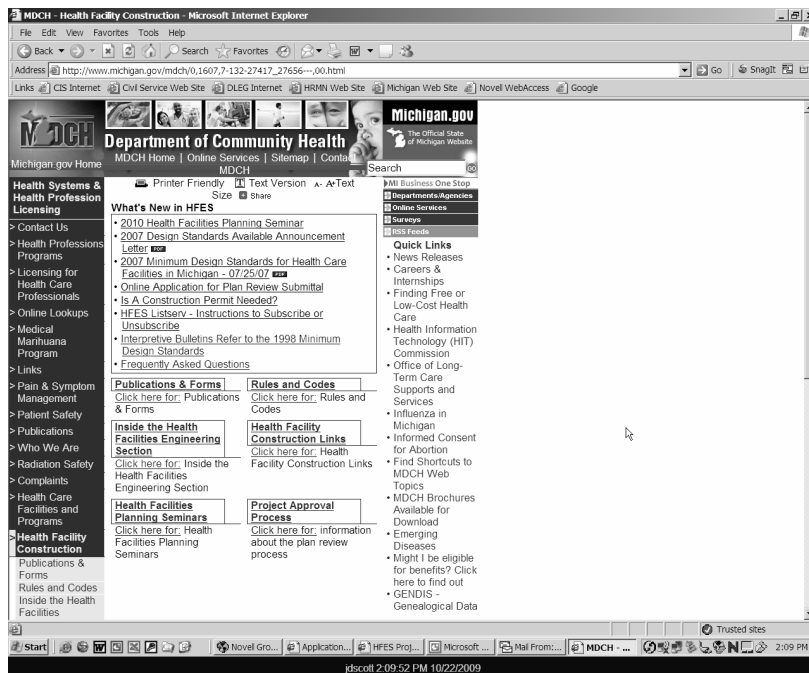 MDCH - Health Facility Construction - Microsoft Internet Explorer
File Edit View Favorites Tools Help
Back Search Favorites
Address http://www.michigan.gov/mdch/0,1607,7-132-27417_27656---,00.html Go SnagIt
Links CIS Internet Civil Service Web Site DLEG Internet HRMN Web Site Michigan Web Site Novell WebAccess Google
MDCH
Michigan.gov Home
Department of Community Health
MDCH Home | Online Services | Sitemap | Contact
MDCH
Michigan.gov
The Official State
of Michigan Website
Search GO
Health Systems &
Health Profession
Licensing
> Contact Us
> Health Professions
Programs
> Licensing for
Health Care
Professionals
> Online Lookups
> Medical
Marihuana
Program
> Links
> Pain & Symptom
Management
> Patient Safety
> Publications
> Who We Are
> Radiation Safety
> Complaints
> Health Care
Facilities and
Programs
> Health Facility
Construction
Publications &
Forms
Rules and Codes
Inside the Health
Facilities
Printer Friendly T Text Version A- A+ Text
Size Share
What's New in HFES
• 2010 Health Facilities Planning Seminar
• 2007 Design Standards Available Announcement
Letter PDF
• 2007 Minimum Design Standards for Health Care
Facilities in Michigan - 07/25/07 PDF
• Online Application for Plan Review Submittal
• Is A Construction Permit Needed?
• HFES Listserv - Instructions to Subscribe or
Unsubscribe
• Interpretive Bulletins Refer to the 1998 Minimum
Design Standards
• Frequently Asked Questions
Publications & Forms
Click here for: Publications
& Forms
Rules and Codes
Click here for: Rules and
Codes
Inside the Health
Facilities Engineering
Section
Click here for: Inside the
Health Facilities
Engineering Section
Health Facility
Construction Links
Click here for: Health
Facility Construction Links
Health Facilities
Planning Seminars
Click here for: Health
Facilities Planning
Seminars
Project Approval
Process
Click here for: information
about the plan review
process
MI Business One Stop
Departments/Agencies
Online Services
Surveys
RSS Feeds
Quick Links
• News Releases
• Careers &
Internships
• Finding Free or
Low-Cost Health
Care
• Health Information
Technology (HIT)
Commission
• Office of Long-
Term Care
Supports and
Services
• Influenza in
Michigan
• Informed Consent
for Abortion
• Find Shortcuts to
MDCH Web
Topics
• MDCH Brochures
Available for
Download
• Emerging
Diseases
• Might I be eligible
for benefits? Click
here to find out
• GENDIS -
Genealogical Data
Trusted sites
Start Novel Gro... Application... HFES Proj... Microsoft ... Mail From:... MDCH - ... 2:09 PM
jdscott 2:09:52 PM 10/22/2009